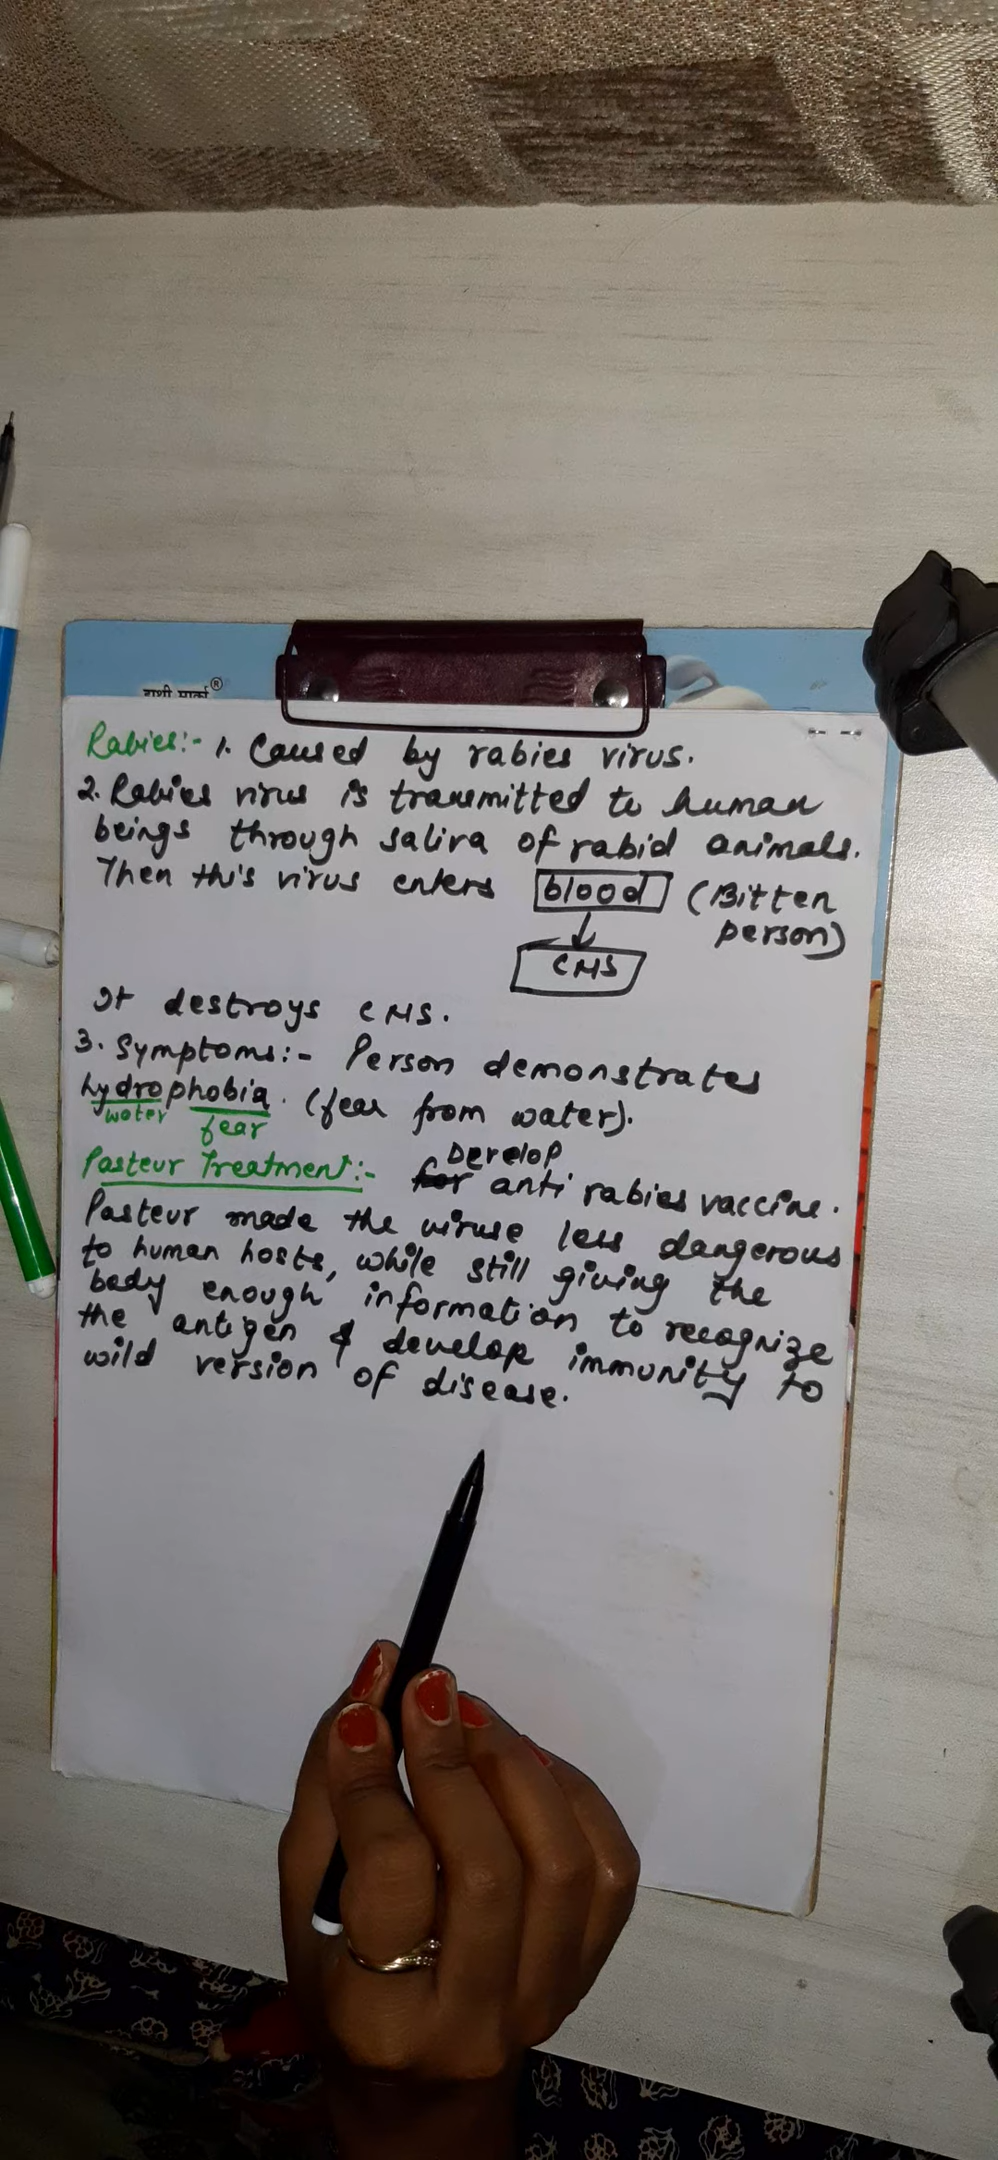 हाथी मार्का®
Rabies:- 1. Caused by rabies virus.
2. Rabies virus is transmitted to human
beings through saliva of rabid animals.
Then this virus enters blood (Bitten
person)
CNS
It destroys CNS.
3. Symptoms:- Person demonstrates
hydrophobia. (fear from water).
water fear
Develop
Pasteur Treatment:- for anti rabies vaccine.
Pasteur made the viruse less dangerous
to human hosts, while still giving the
body enough information to recognize
the antigen & develop immunity to
wild version of disease.